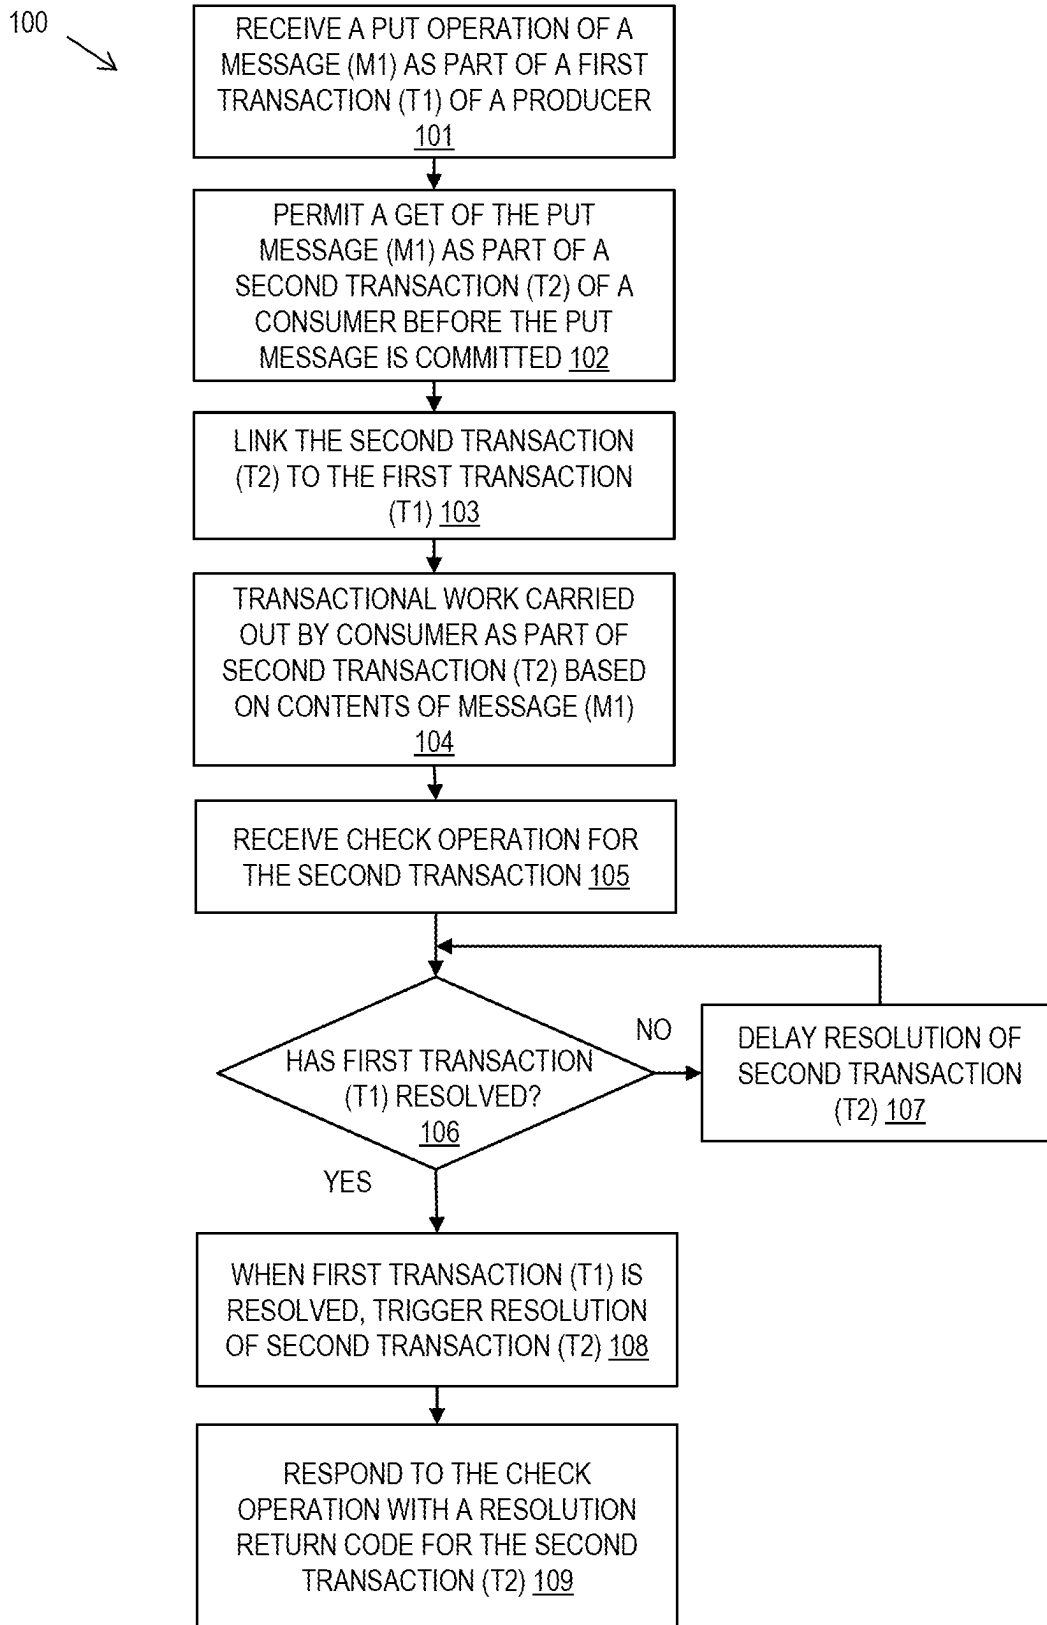 100
RECEIVE A PUT OPERATION OF A
MESSAGE (M1) AS PART OF A FIRST
TRANSACTION (T1) OF A PRODUCER
101
PERMIT A GET OF THE PUT
MESSAGE (M1) AS PART OF A
SECOND TRANSACTION (T2) OF A
CONSUMER BEFORE THE PUT
MESSAGE IS COMMITTED 102
LINK THE SECOND TRANSACTION
(T2) TO THE FIRST TRANSACTION
(T1) 103
TRANSACTIONAL WORK CARRIED
OUT BY CONSUMER AS PART OF
SECOND TRANSACTION (T2) BASED
ON CONTENTS OF MESSAGE (M1)
104
RECEIVE CHECK OPERATION FOR
THE SECOND TRANSACTION 105
HAS FIRST TRANSACTION
(T1) RESOLVED?
106
NO
DELAY RESOLUTION OF
SECOND TRANSACTION
(T2) 107
YES
WHEN FIRST TRANSACTION (T1) IS
RESOLVED, TRIGGER RESOLUTION
OF SECOND TRANSACTION (T2) 108
RESPOND TO THE CHECK
OPERATION WITH A RESOLUTION
RETURN CODE FOR THE SECOND
TRANSACTION (T2) 109